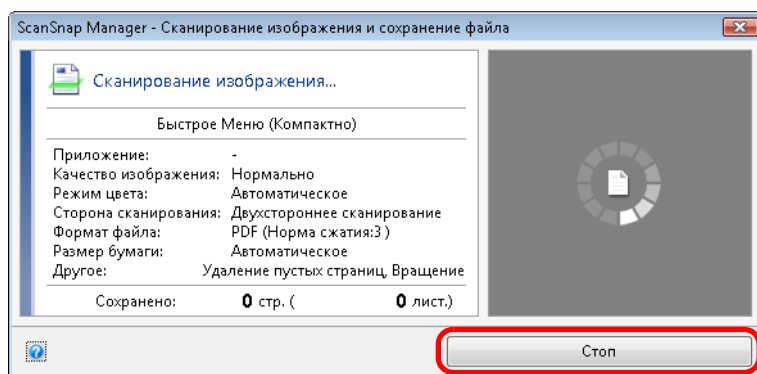 ScanSnap Manager - Сканирование изображения и сохранение файла
Сканирование изображения...
Быстрое Меню (Компактно)
Приложение: -
Качество изображения: Нормально
Режим цвета: Автоматическое
Сторона сканирования: Двухстороннее сканирование
Формат файла: PDF (Норма сжатия:3 )
Размер бумаги: Автоматическое
Другое: Удаление пустых страниц, Вращение
Сохранено: 0 стр. ( 0 лист.)
? Стоп